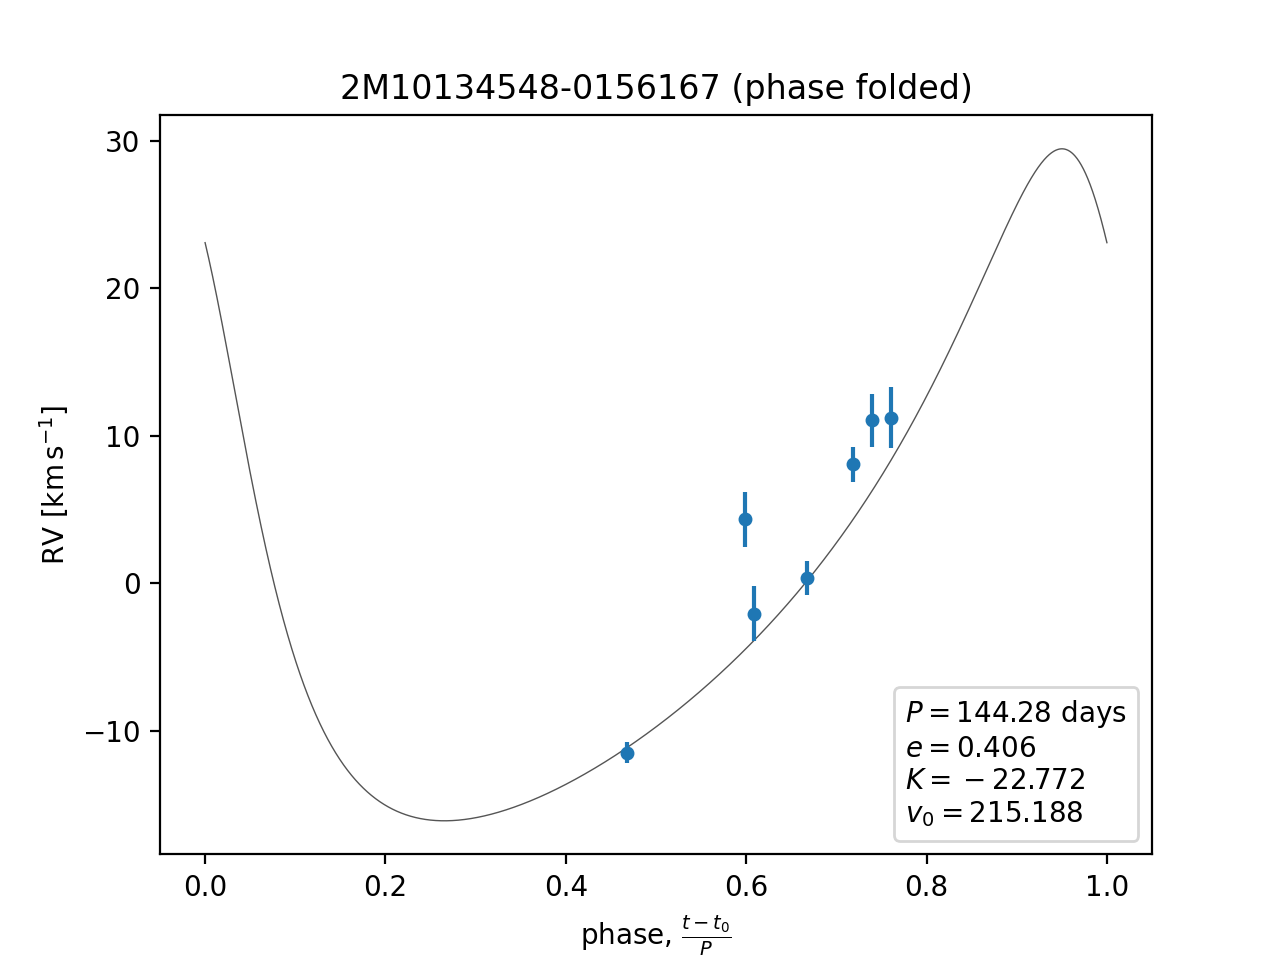 2M10134548-0156167 (phase folded)
RV [km s⁻¹]
30
20
10
0
−10
P = 144.28 days
e = 0.406
K = −22.772
v₀ = 215.188
0.0 0.2 0.4 0.6 0.8 1.0
phase, (t − t₀)/P